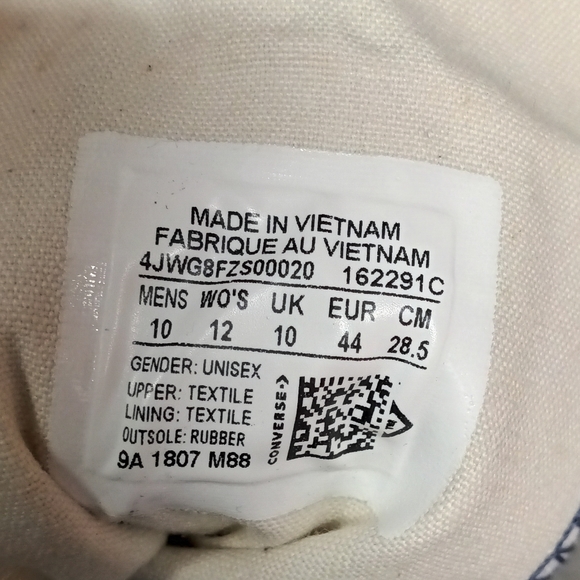 MADE IN VIETNAM
FABRIQUE AU VIETNAM
4JWG8FZS00020 162291C
MENS WO'S UK EUR CM
10 12 10 44 28.5
GENDER: UNISEX
UPPER: TEXTILE
LINING: TEXTILE
OUTSOLE: RUBBER
9A 1807 M88
CONVERSE